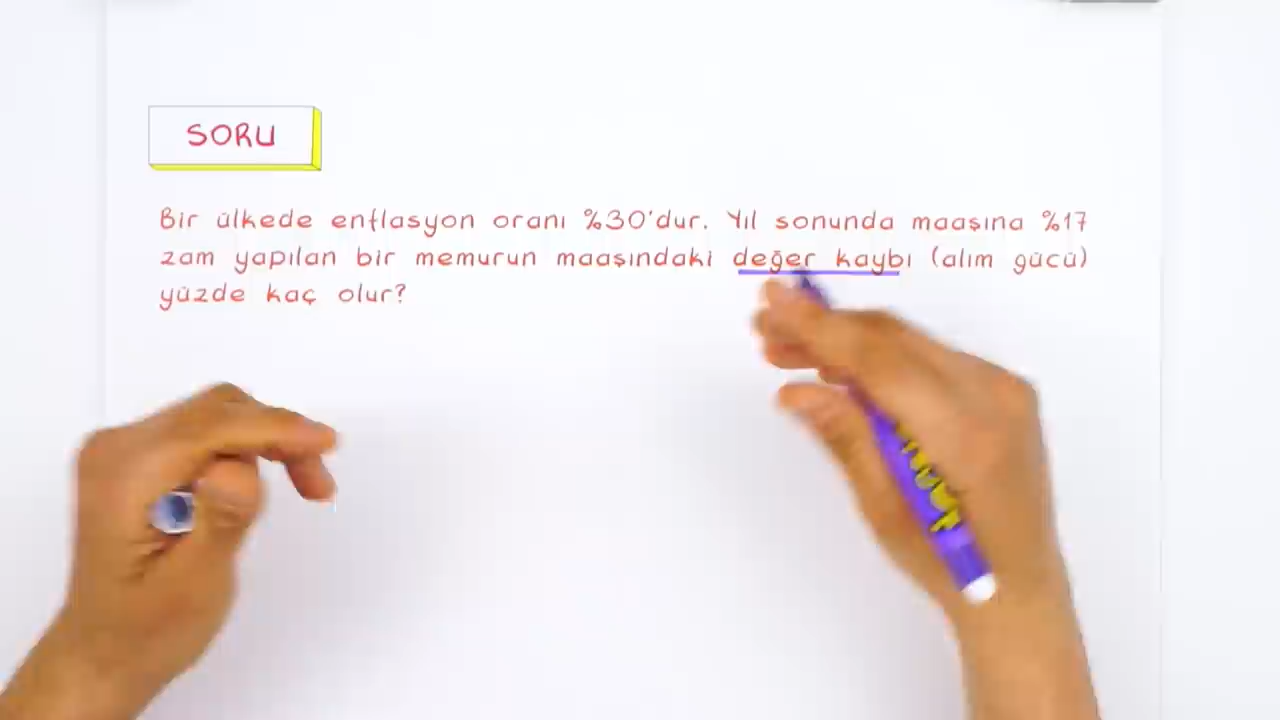 SORU
Bir ülkede enflasyon oranı %30'dur. Yıl sonunda maaşına %17
zam yapılan bir memurun maaşındaki değer kaybı (alım gücü)
yüzde kaç olur?